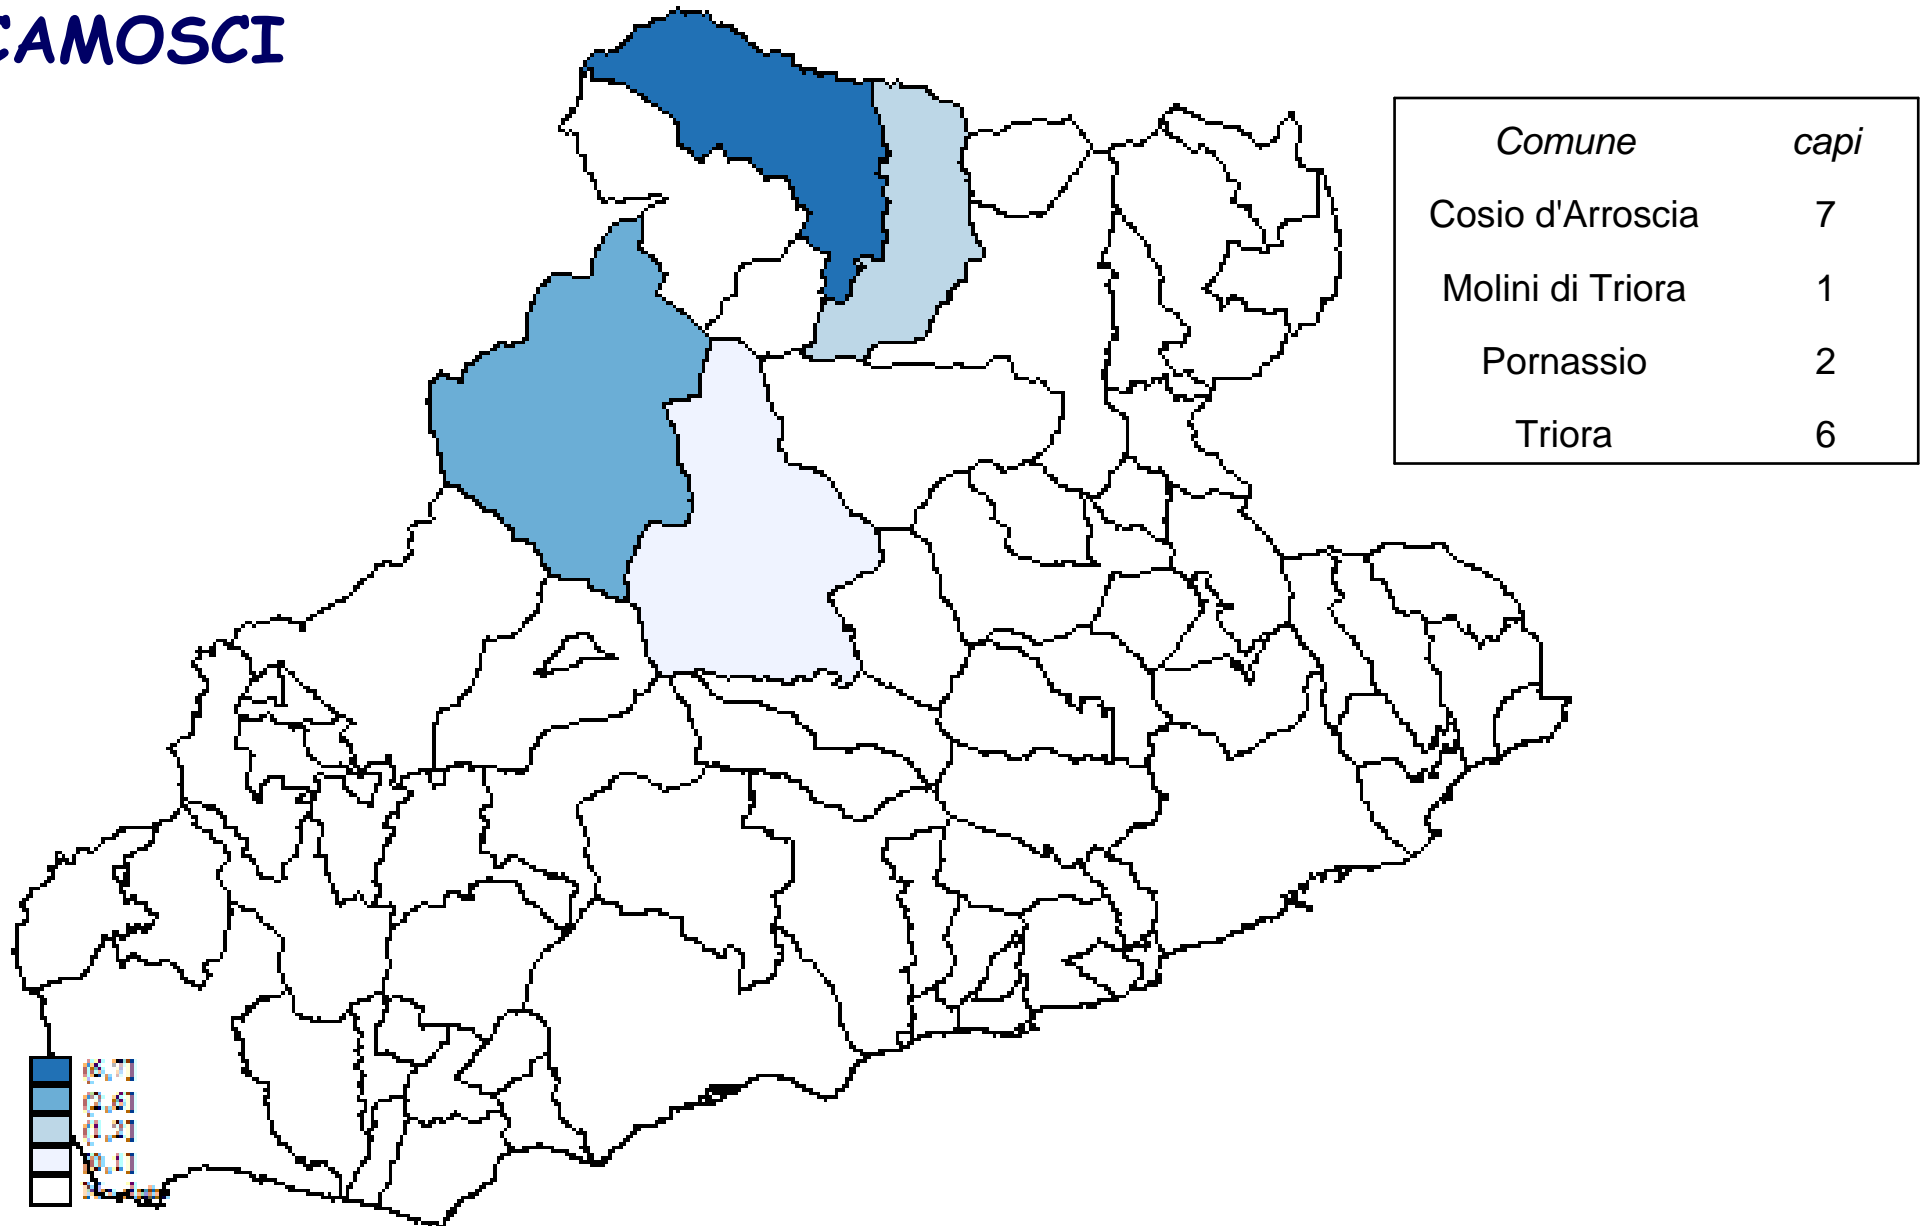 CAMOSCI
Comune capi
Cosio d'Arroscia 7
Molini di Triora 1
Pornassio 2
Triora 6
(6,7]
(2,6]
(1,2]
[0,1]